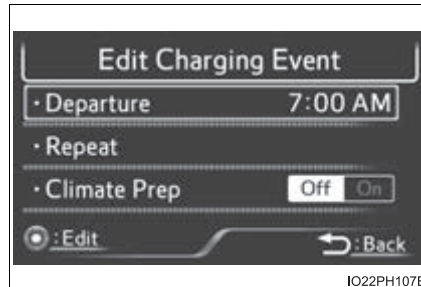 Edit Charging Event
· Departure 7:00 AM
· Repeat
· Climate Prep Off On
:Edit :Back
IO22PH107E